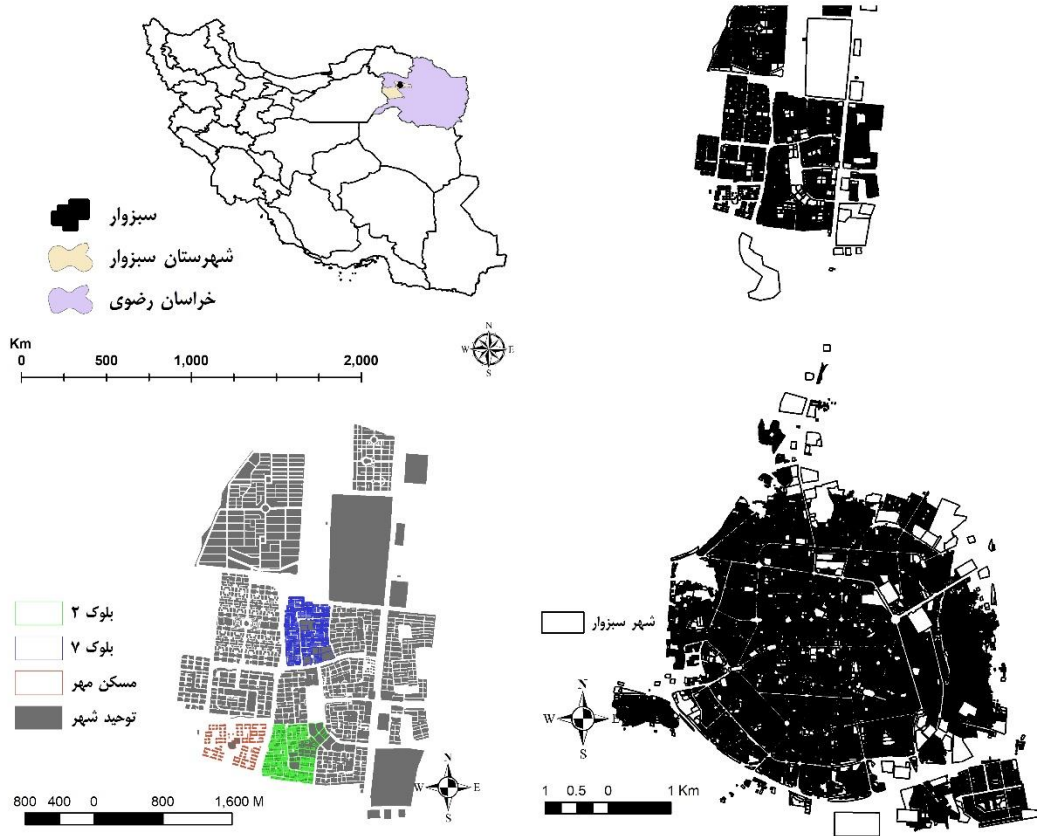 سبزوار
شهرستان سبزوار
خراسان رضوی
Km
0 500 1,000 2,000
N
W E
S
بلوک ۲
بلوک ۷
مسکن مهر
توحید شهر
N
W E
S
800 400 0 800 1,600 M
شهر سبزوار
N
W E
S
1 0.5 0 1 Km